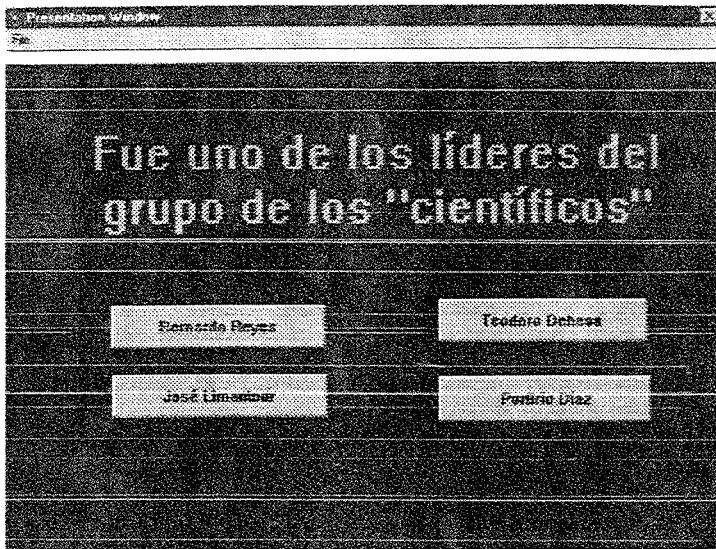 Presentation Window
File
Fue uno de los líderes del
grupo de los "científicos"
Bernardo Reyes
Teodoro Dehesa
José Limantour
Porfirio Díaz